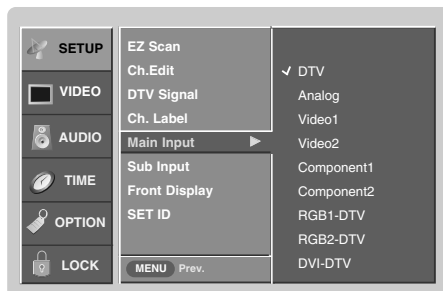 SETUP
VIDEO
AUDIO
TIME
OPTION
LOCK
EZ Scan
Ch.Edit
DTV Signal
Ch. Label
Main Input
Sub Input
Front Display
SET ID
MENU Prev.
DTV
Analog
Video1
Video2
Component1
Component2
RGB1-DTV
RGB2-DTV
DVI-DTV